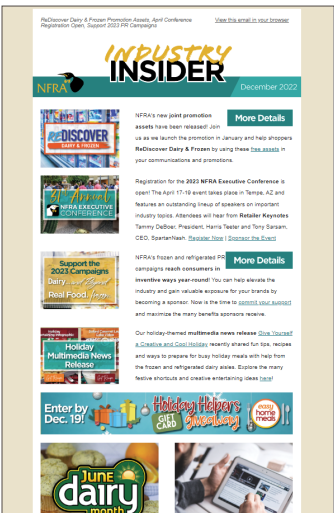 ReDiscover Dairy & Frozen Promotion Assets, April Conference
Registration Open, Support 2023 PR Campaigns
View this email in your browser
INDUSTRY
INSIDER
NFRA
December 2022
REDISCOVER
DAIRY & FROZEN
NFRA's new joint promotion
assets have been released! Join
us as we launch the promotion in January and help shoppers
ReDiscover Dairy & Frozen by using these free assets in
your communications and promotions.
More Details
Annual
NFRA EXECUTIVE
CONFERENCE
Registration for the 2023 NFRA Executive Conference is
open! The April 17-19 event takes place in Tempe, AZ and
features an outstanding lineup of speakers on important
industry topics. Attendees will hear from Retailer Keynotes
Tammy DeBoer, President, Harris Teeter and Tony Sarsam,
CEO, SpartanNash. Register Now | Sponsor the Event
Support the
2023 Campaigns
Dairy
Real Food.
NFRA's frozen and refrigerated PR
campaigns reach consumers in
inventive ways year-round! You can help elevate the
industry and gain valuable exposure for your brands by
becoming a sponsor. Now is the time to commit your support
and maximize the many benefits sponsors receive.
More Details
Holiday
Multimedia News
Release
Our holiday-themed multimedia news release Give Yourself
a Creative and Cool Holiday recently shared fun tips, recipes
and ways to prepare for busy holiday meals with help from
the frozen and refrigerated dairy aisles. Explore the many
festive shortcuts and creative entertaining ideas here!
Enter by
Dec. 19!
Holiday Helpers
GIFT
CARD
Giveaway
easy
home
meals
June
dairy
month